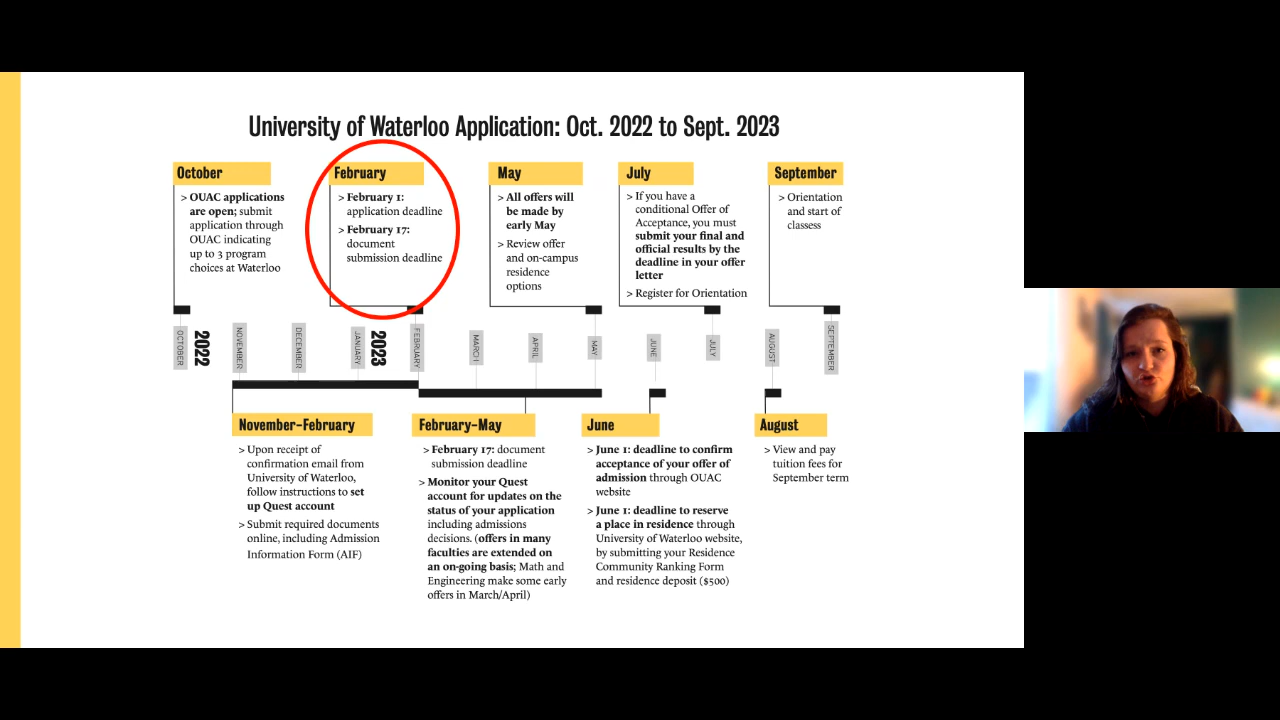 University of Waterloo Application: Oct. 2022 to Sept. 2023
October
> OUAC applications
are open; submit
application through
OUAC indicating
up to 3 program
choices at Waterloo
February
> February 1:
application deadline
> February 17:
document
submission deadline
May
> All offers will
be made by
early May
> Review offer
and on-campus
residence
options
July
> If you have a
conditional Offer of
Acceptance, you must
submit your final and
official results by the
deadline in your offer
letter
> Register for Orientation
September
> Orientation
and start of
classess
OCTOBER
2022
NOVEMBER
DECEMBER
JANUARY
2023
FEBRUARY
MARCH
APRIL
MAY
JUNE
JULY
AUGUST
SEPTEMBER
November–February
> Upon receipt of
confirmation email from
University of Waterloo,
follow instructions to set
up Quest account
> Submit required documents
online, including Admission
Information Form (AIF)
February–May
> February 17: document
submission deadline
> Monitor your Quest
account for updates on the
status of your application
including admissions
decisions. (offers in many
faculties are extended on
an on-going basis; Math and
Engineering make some early
offers in March/April)
June
> June 1: deadline to confirm
acceptance of your offer of
admission through OUAC
website
> June 1: deadline to reserve
a place in residence through
University of Waterloo website,
by submitting your Residence
Community Ranking Form
and residence deposit ($500)
August
> View and pay
tuition fees for
September term